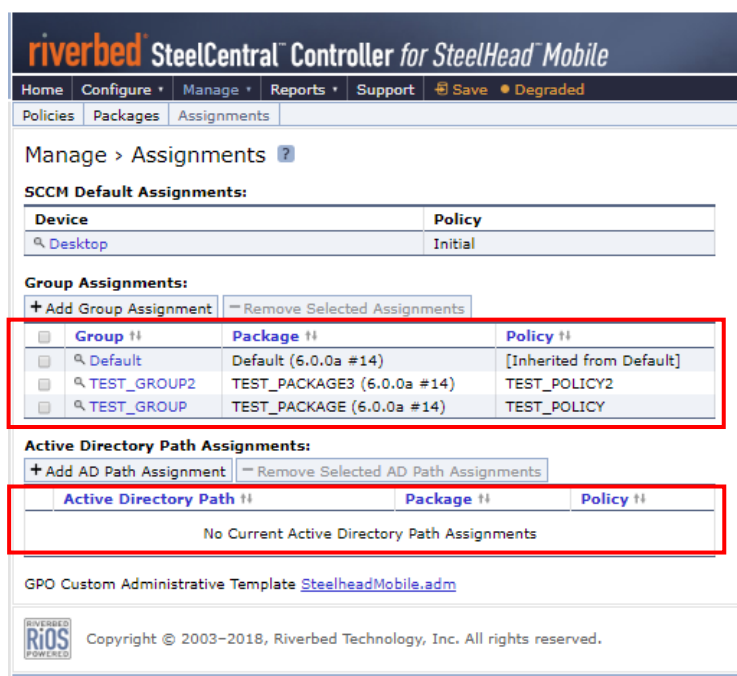 riverbed® SteelCentral™ Controller for SteelHead™ Mobile
Home Configure Manage Reports Support Save Degraded
Policies Packages Assignments
Manage › Assignments ?
SCCM Default Assignments:
Device Policy
Desktop Initial
Group Assignments:
+Add Group Assignment −Remove Selected Assignments
Group Package Policy
Default Default (6.0.0a #14) [Inherited from Default]
TEST_GROUP2 TEST_PACKAGE3 (6.0.0a #14) TEST_POLICY2
TEST_GROUP TEST_PACKAGE (6.0.0a #14) TEST_POLICY
Active Directory Path Assignments:
+Add AD Path Assignment −Remove Selected AD Path Assignments
Active Directory Path Package Policy
No Current Active Directory Path Assignments
GPO Custom Administrative Template SteelheadMobile.adm
RIVERBED
RiOS
POWERED
Copyright © 2003–2018, Riverbed Technology, Inc. All rights reserved.